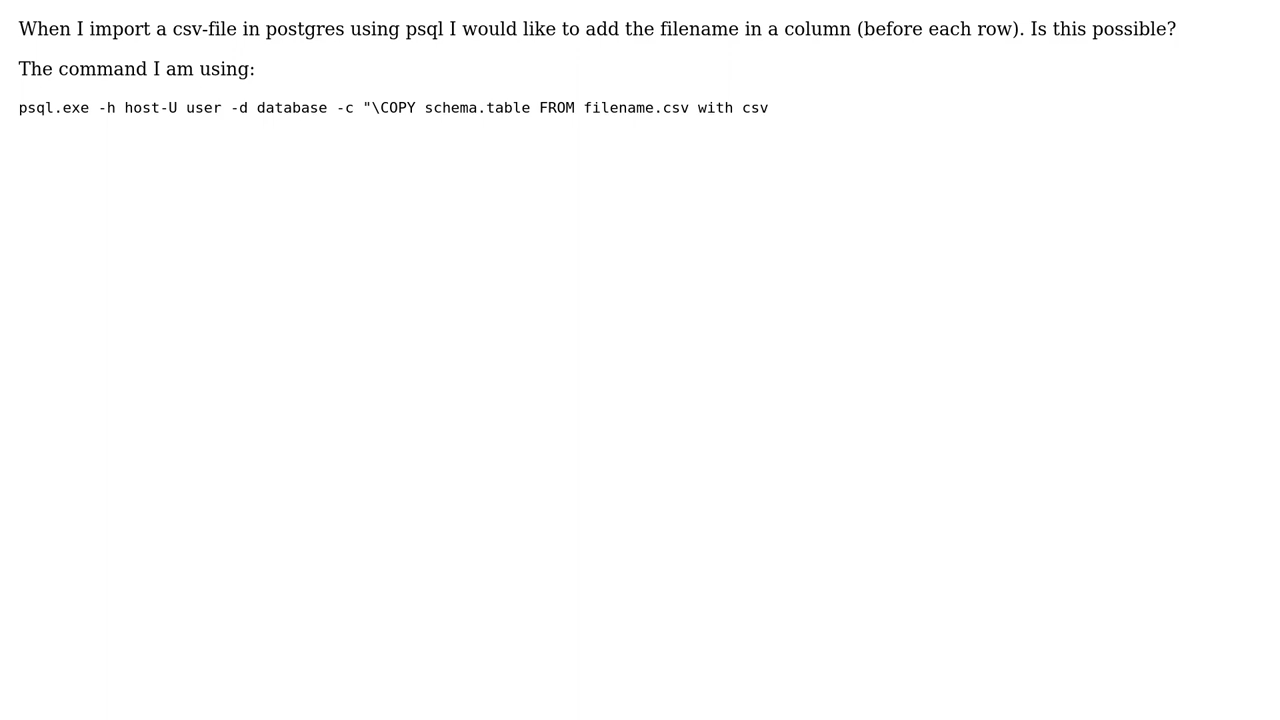 When I import a csv-file in postgres using psql I would like to add the filename in a column (before each row). Is this possible?
The command I am using:
psql.exe -h host-U user -d database -c "\COPY schema.table FROM filename.csv with csv